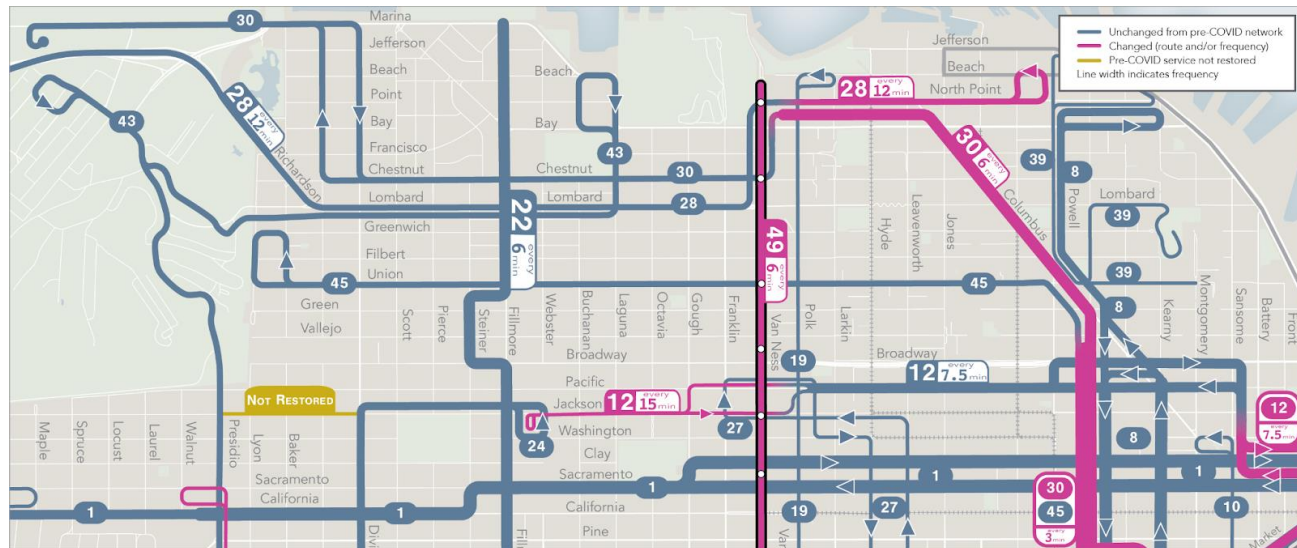 30
Marina
Jefferson
Beach
Point
Bay
Francisco
Chestnut
Lombard
Greenwich
Filbert
Union
Green
Vallejo
43
28
every
12
min
Richardson
Beach
Bay
43
Chestnut
30
Lombard
28
22
every
6
min
45
Scott
Pierce
Steiner
Fillmore
Webster
Buchanan
Laguna
Octavia
Gough
Franklin
Van Ness
Polk
Larkin
49
every
6
min
Broadway
Pacific
Jackson
Washington
Clay
Sacramento
California
Pine
12
every
15 min
24
27
19
Jefferson
Beach
North Point
28
every
12
min
30
every
6
min
Columbus
Hyde
Leavenworth
Jones
39
8
Powell
Lombard
39
39
45
8
Kearny
Montgomery
Sansome
Battery
Front
Broadway
12
every
7.5 min
12
every
7.5 min
8
1
1
30
45
every
3 min
10
Market
19
27
Van
NOT RESTORED
Maple
Spruce
Locust
Laurel
Walnut
Presidio
Lyon
Baker
Sacramento
California
1
1
1
Divi
Fill
Unchanged from pre-COVID network
Changed (route and/or frequency)
Pre-COVID service not restored
Line width indicates frequency